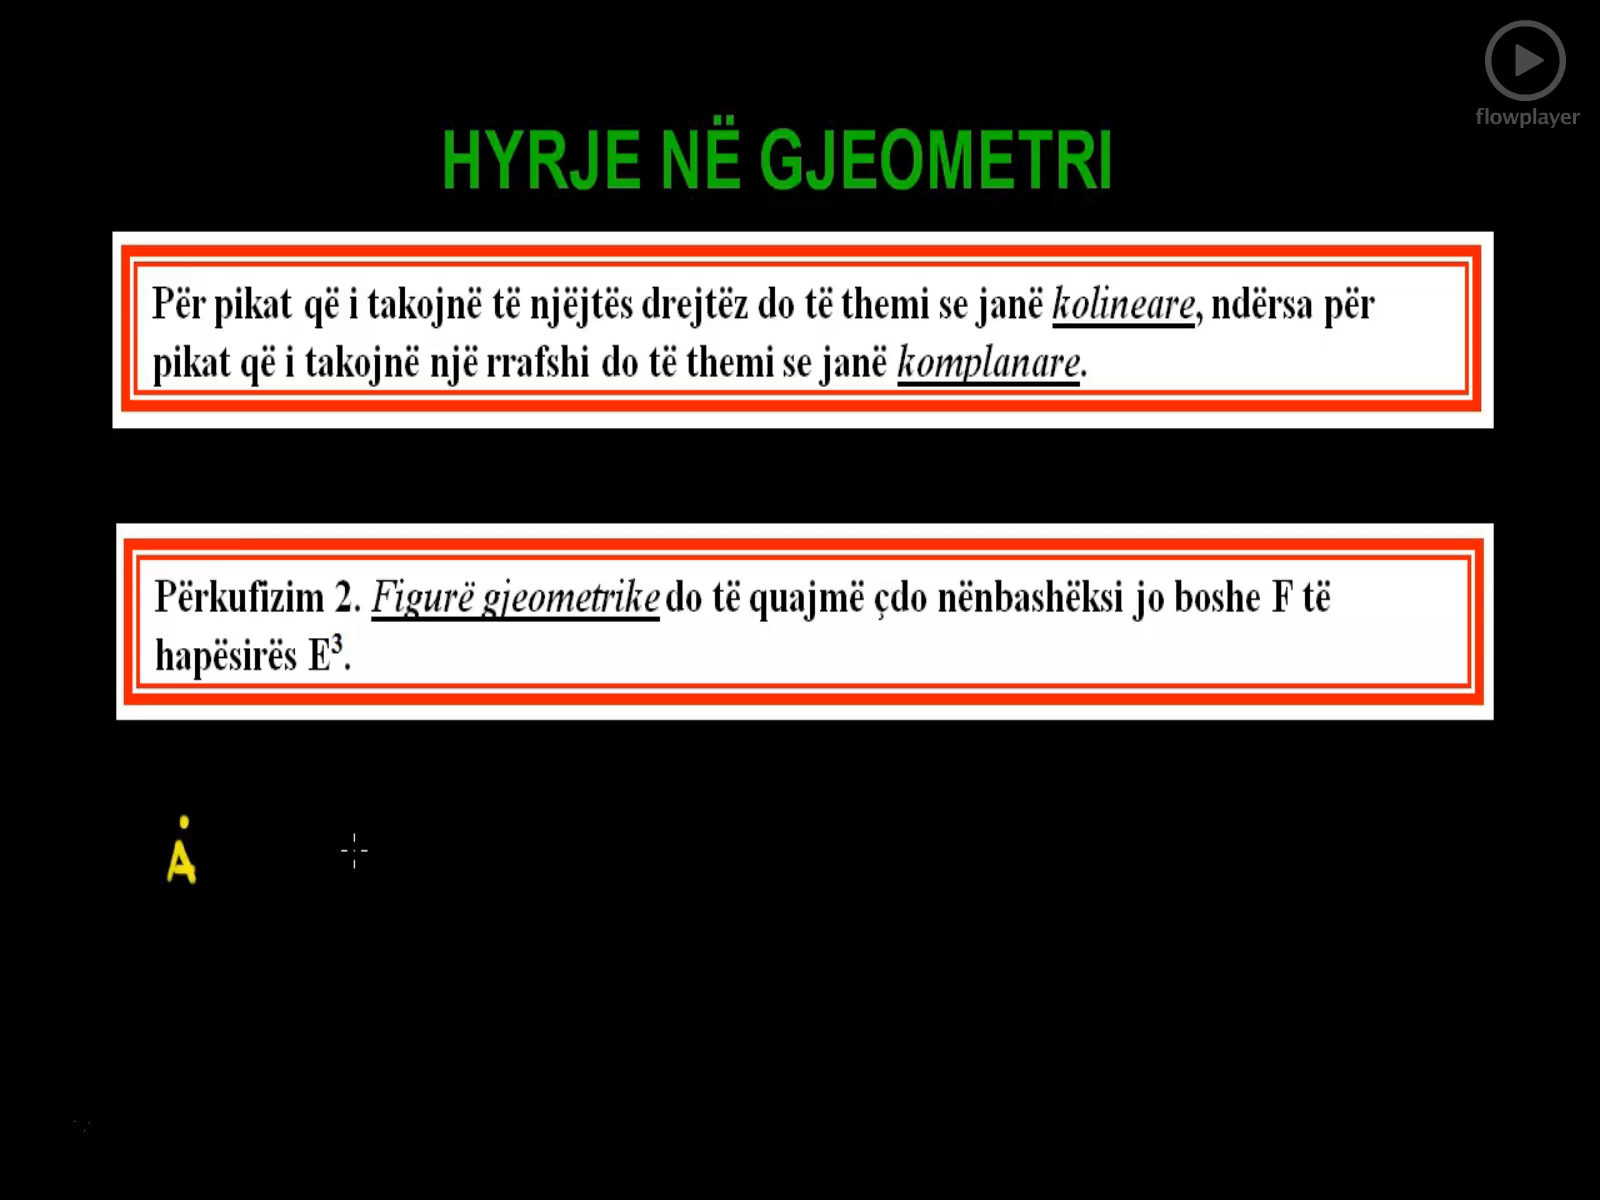 flowplayer
HYRJE NË GJEOMETRI
Për pikat që i takojnë të njëjtës drejtëz do të themi se janë kolineare, ndërsa për
pikat që i takojnë një rrafshi do të themi se janë komplanare.
Përkufizim 2. Figurë gjeometrike do të quajmë çdo nënbashëksi jo boshe F të
hapësirës E³.
A